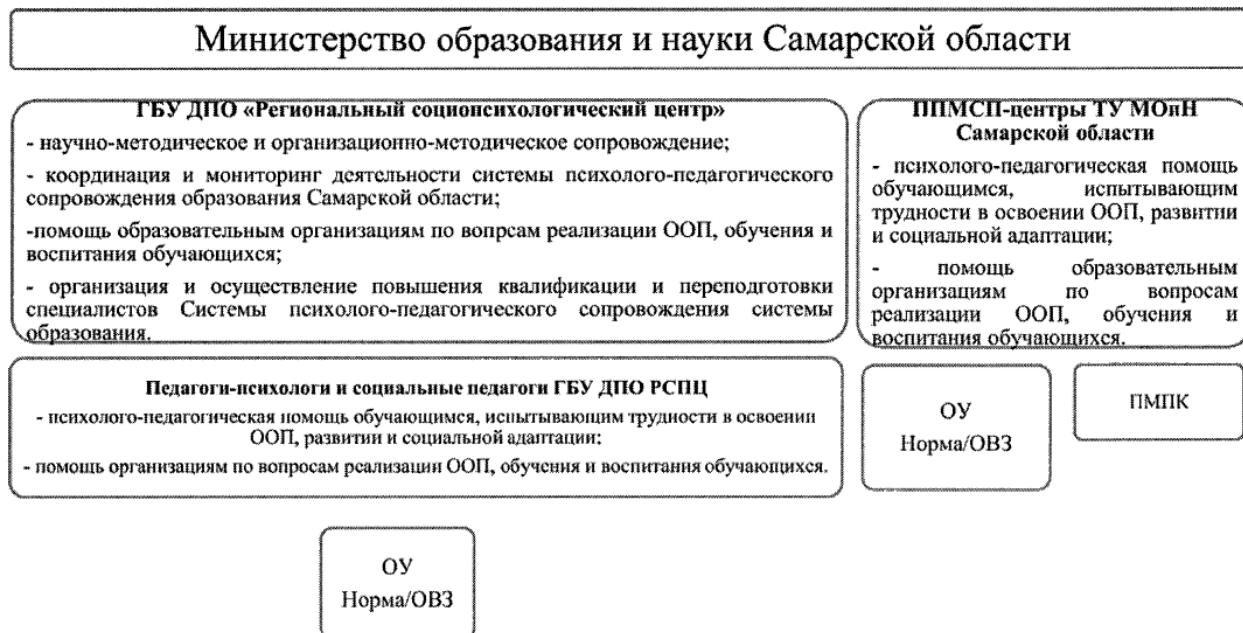 Министерство образования и науки Самарской области
ГБУ ДПО «Региональный социопсихологический центр»
- научно-методическое и организационно-методическое сопровождение;
- координация и мониторинг деятельности системы психолого-педагогического
сопровождения образования Самарской области;
-помощь образовательным организациям по вопрсам реализации ООП, обучения и
воспитания обучающихся;
- организация и осуществление повышения квалификации и переподготовки
специалистов Системы психолого-педагогического сопровождения системы
образования.
ППМСП-центры ТУ МОиН
Самарской области
- психолого-педагогическая помощь
обучающимся, испытывающим
трудности в освоении ООП, развитии
и социальной адаптации;
- помощь образовательным
организациям по вопросам
реализации ООП, обучения и
воспитания обучающихся.
Педагоги-психологи и социальные педагоги ГБУ ДПО РСПЦ
- психолого-педагогическая помощь обучающимся, испытывающим трудности в освоении
ООП, развитии и социальной адаптации;
- помощь организациям по вопросам реализации ООП, обучения и воспитания обучающихся.
ОУ
Норма/ОВЗ
ПМПК
ОУ
Норма/ОВЗ